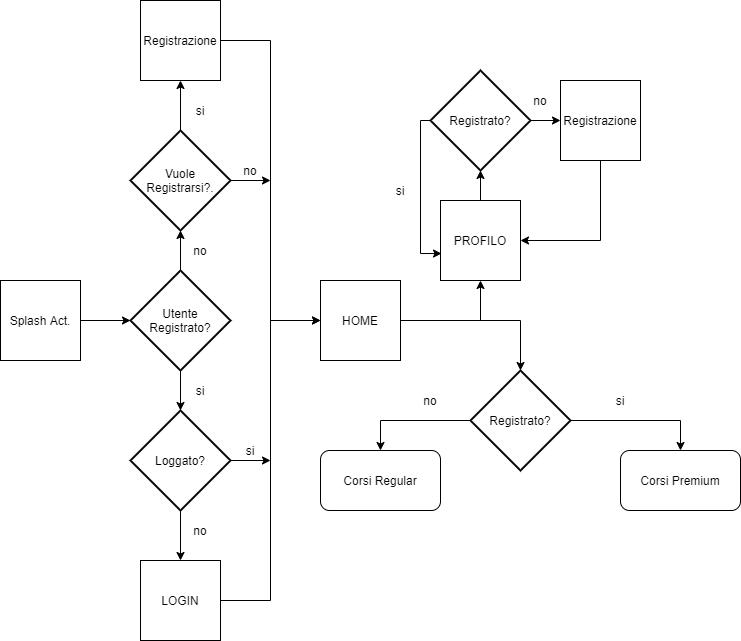 Registrazione
si
Vuole
Registrarsi?.
no
no
Splash Act.
Utente
Registrato?
si
Loggato?
si
no
LOGIN
HOME
Registrato?
no
Registrazione
si
PROFILO
Registrato?
no
si
Corsi Regular
Corsi Premium